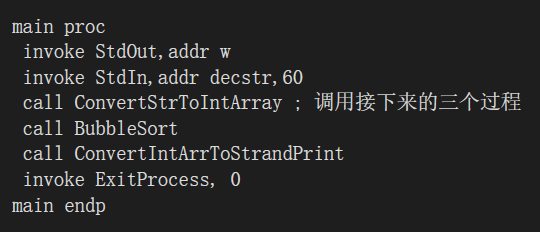 main proc
invoke StdOut,addr w
invoke StdIn,addr decstr,60
call ConvertStrToIntArray ; 调用接下来的三个过程
call BubbleSort
call ConvertIntArrToStrandPrint
invoke ExitProcess, 0
main endp